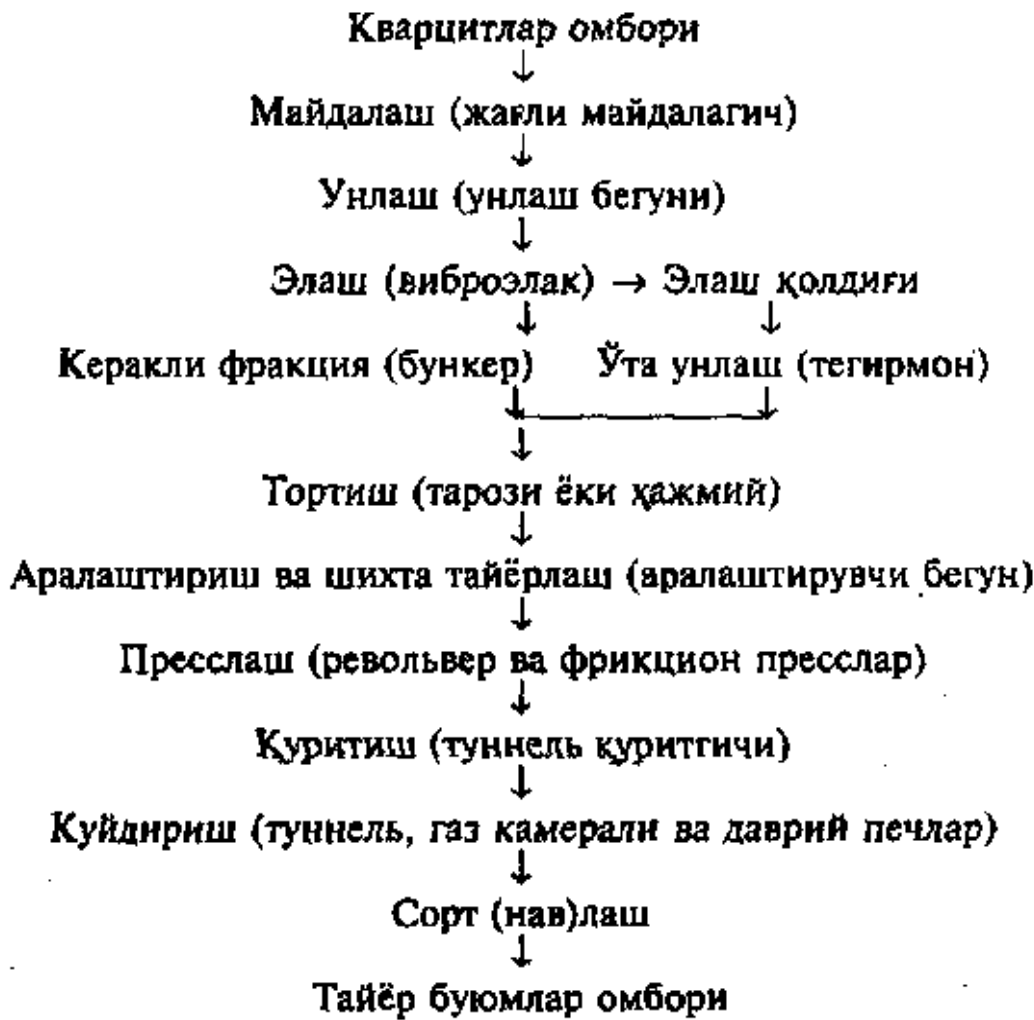 Кварцитлар омбори
↓
Майдалаш (жағли майдалагич)
↓
Унлаш (унлаш бегуни)
↓
Элаш (виброэлак) → Элаш қолдиғи
↓ ↓
Керакли фракция (бункер) Ўта унлаш (тегирмон)
↓ ↓
↓
Тортиш (тарози ёки ҳажмий)
↓
Аралаштириш ва шихта тайёрлаш (аралаштирувчи бегун)
↓
Пресслаш (револьвер ва фрикцион пресслар)
↓
Қуритиш (туннель қуритгичи)
↓
Куйдириш (туннель, газ камерали ва даврий печлар)
↓
Сорт (нав)лаш
↓
Тайёр буюмлар омбори